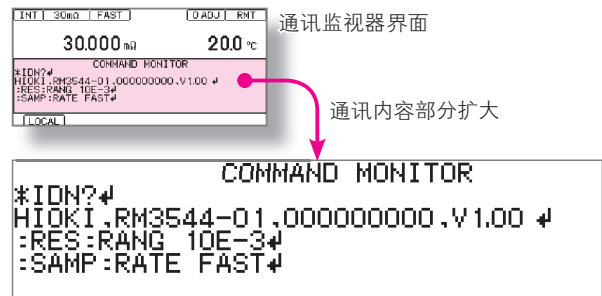 INT 30mΩ FAST 0ADJ RMT
通讯监视器界面
30.000 mΩ 20.0 ℃
COMMAND MONITOR
*IDN?↲
HIOKI,RM3544-01,000000000,V1.00 ↲
:RES:RANG 10E-3↲
:SAMP:RATE FAST↲
LOCAL
通讯内容部分扩大
COMMAND MONITOR
*IDN?↲
HIOKI,RM3544-01,000000000,V1.00 ↲
:RES:RANG 10E-3↲
:SAMP:RATE FAST↲